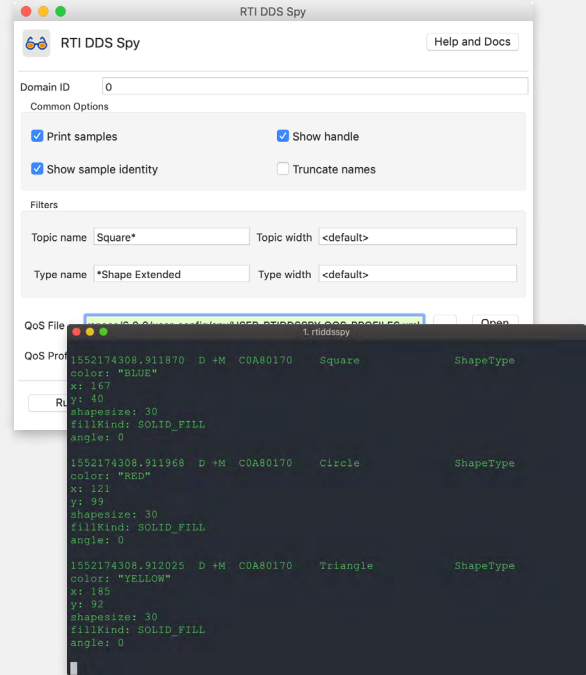 RTI DDS Spy
RTI DDS Spy
Help and Docs
Domain ID 0
Common Options
Print samples Show handle
Show sample identity Truncate names
Filters
Topic name Square* Topic width <default>
Type name *Shape Extended Type width <default>
QoS File Open
QoS Prof
Ru
1. rtiddsspy
1552174308.911870 D +M C0A80170 Square ShapeType
color: "BLUE"
x: 167
y: 40
shapesize: 30
fillKind: SOLID_FILL
angle: 0
1552174308.911968 D +M C0A80170 Circle ShapeType
color: "RED"
x: 121
y: 99
shapesize: 30
fillKind: SOLID_FILL
angle: 0
1552174308.912025 D +M C0A80170 Triangle ShapeType
color: "YELLOW"
x: 185
y: 92
shapesize: 30
fillKind: SOLID_FILL
angle: 0